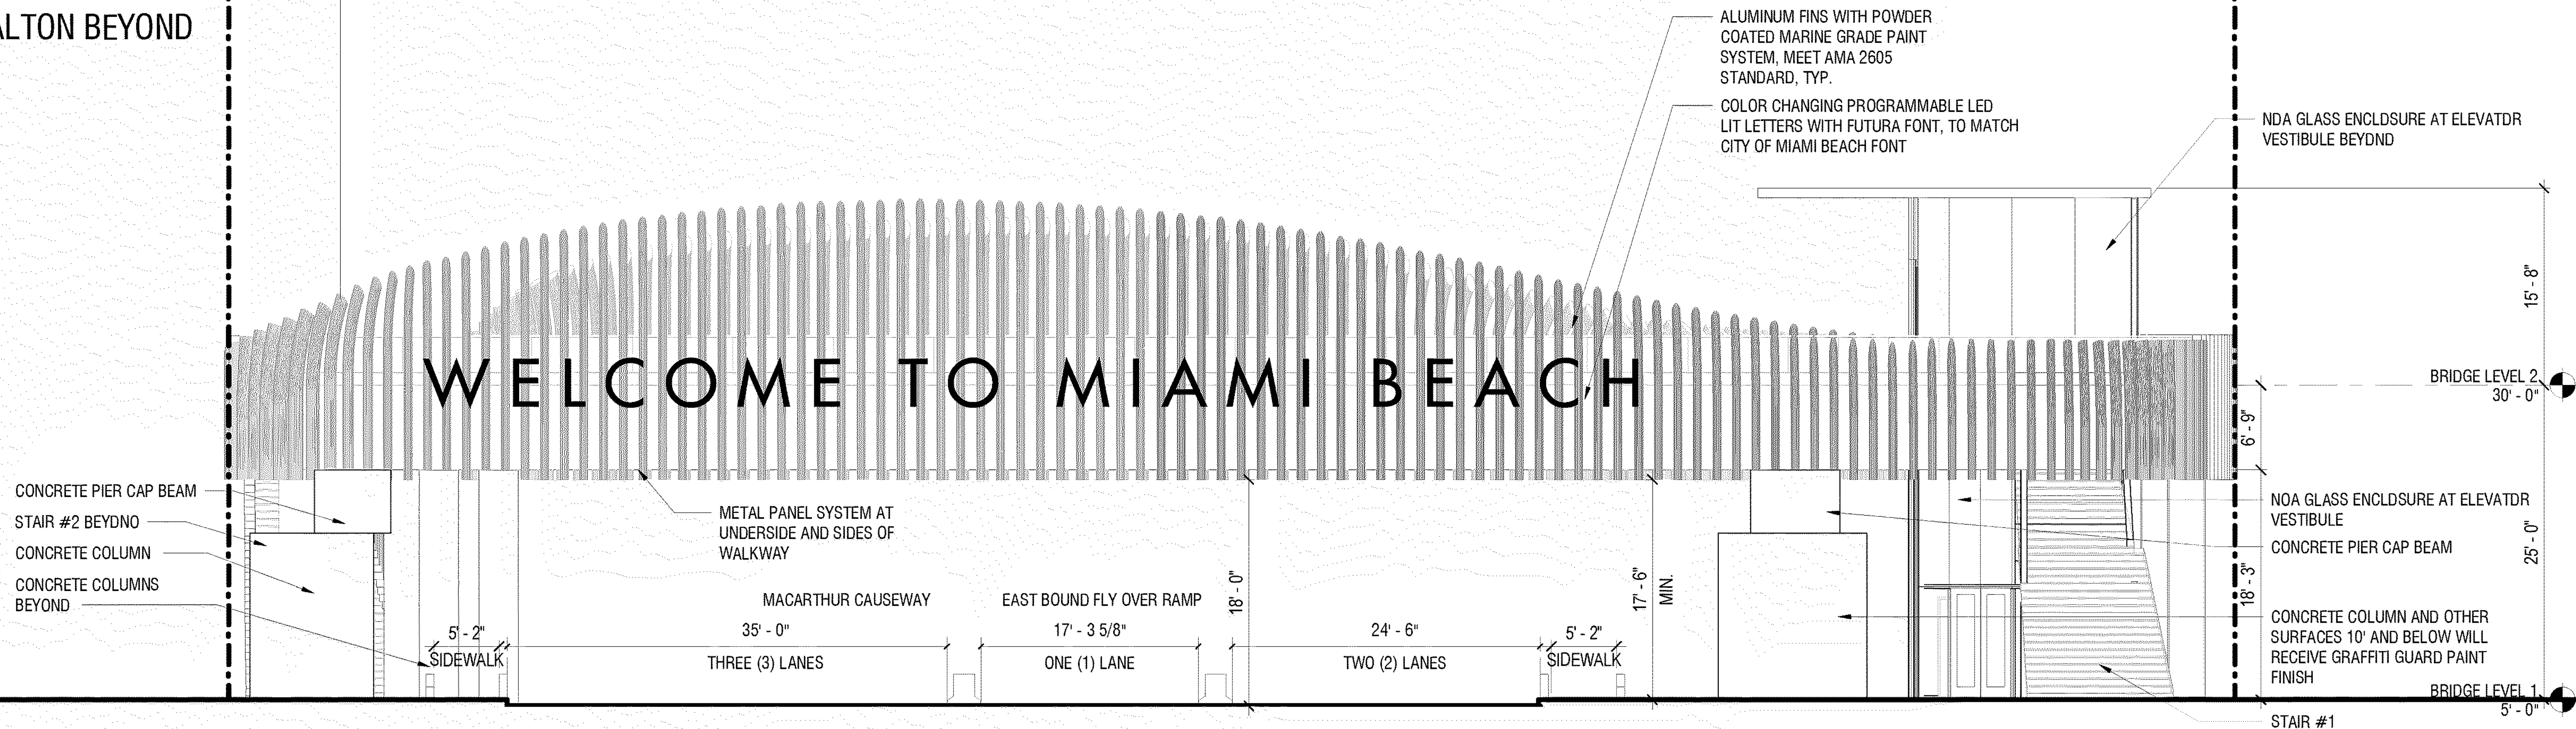 ALTON BEYOND
ALUMINUM FINS WITH POWDER
COATED MARINE GRADE PAINT
SYSTEM, MEET AMA 2605
STANDARD, TYP.
COLOR CHANGING PROGRAMMABLE LED
LIT LETTERS WITH FUTURA FONT, TO MATCH
CITY OF MIAMI BEACH FONT
NDA GLASS ENCLDSURE AT ELEVATDR
VESTIBULE BEYDND
15' - 8"
WELCOME TO MIAMI BEACH
BRIDGE LEVEL 2
30' - 0"
6' - 9"
CONCRETE PIER CAP BEAM
STAIR #2 BEYDNO
CONCRETE COLUMN
CONCRETE COLUMNS
BEYOND
METAL PANEL SYSTEM AT
UNDERSIDE AND SIDES OF
WALKWAY
NOA GLASS ENCLDSURE AT ELEVATDR
VESTIBULE
CONCRETE PIER CAP BEAM
25' - 0"
18' - 3"
MACARTHUR CAUSEWAY
EAST BOUND FLY OVER RAMP
18' - 0"
17' - 6"
MIN.
5' - 2"
SIDEWALK
35' - 0"
THREE (3) LANES
17' - 3 5/8"
ONE (1) LANE
24' - 6"
TWO (2) LANES
5' - 2"
SIDEWALK
CONCRETE COLUMN AND OTHER
SURFACES 10' AND BELOW WILL
RECEIVE GRAFFITI GUARD PAINT
FINISH
BRIDGE LEVEL 1
5' - 0"
STAIR #1